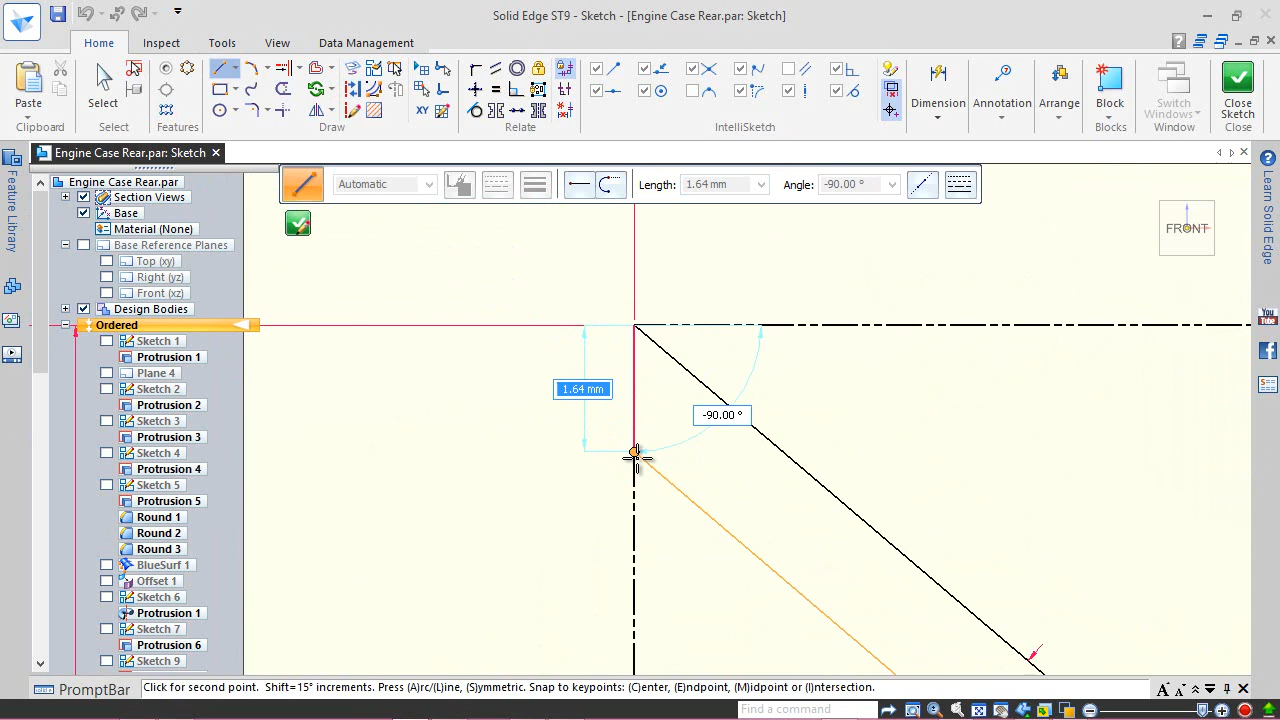 Solid Edge ST9 - Sketch - [Engine Case Rear.par: Sketch]
Home
Inspect
Tools
View
Data Management
Paste
Clipboard
Select
Select
Features
Draw
Relate
IntelliSketch
Dimension
Annotation
Arrange
Block
Blocks
Switch
Windows
Window
Close
Sketch
Close
Engine Case Rear.par: Sketch
Engine Case Rear.par
Section Views
Base
Material (None)
Base Reference Planes
Top (xy)
Right (yz)
Front (xz)
Design Bodies
Ordered
Sketch 1
Protrusion 1
Plane 4
Sketch 2
Protrusion 2
Sketch 3
Protrusion 3
Sketch 4
Protrusion 4
Sketch 5
Protrusion 5
Round 1
Round 2
Round 3
BlueSurf 1
Offset 1
Sketch 6
Protrusion 1
Sketch 7
Protrusion 6
Sketch 9
Feature Library
Automatic
Length:
1.64 mm
Angle:
-90.00 °
FRONT
1.64 mm
-90.00 °
Learn Solid Edge
You
Tube
PromptBar
Click for second point. Shift=15° increments. Press (A)rc/(L)ine, (S)ymmetric. Snap to keypoints: (C)enter, (E)ndpoint, (M)idpoint or (I)ntersection.
Find a command